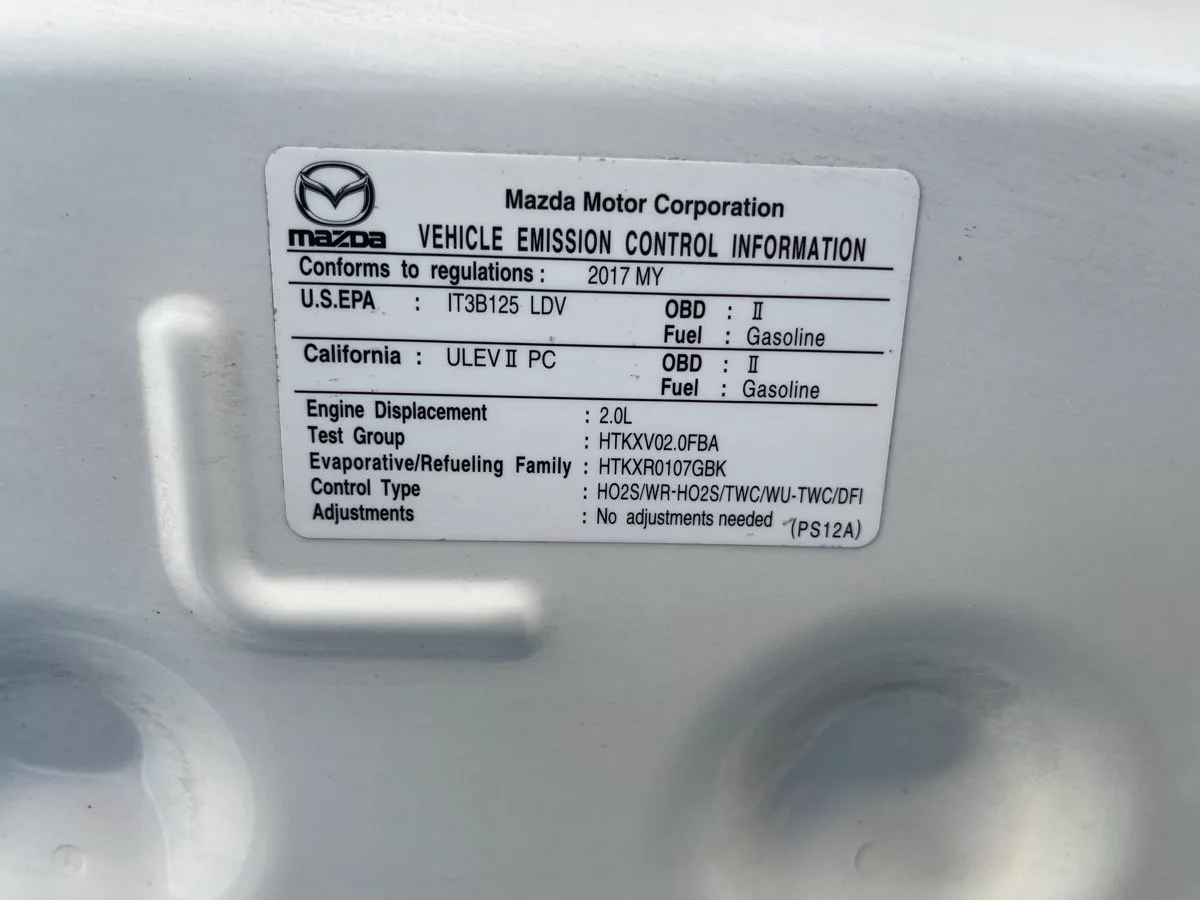 mazda
Mazda Motor Corporation
VEHICLE EMISSION CONTROL INFORMATION
Conforms to regulations : 2017 MY
U.S.EPA : IT3B125 LDV OBD : Ⅱ
Fuel : Gasoline
California : ULEV Ⅱ PC OBD : Ⅱ
Fuel : Gasoline
Engine Displacement : 2.0L
Test Group : HTKXV02.0FBA
Evaporative/Refueling Family : HTKXR0107GBK
Control Type : HO2S/WR-HO2S/TWC/WU-TWC/DFI
Adjustments : No adjustments needed (PS12A)